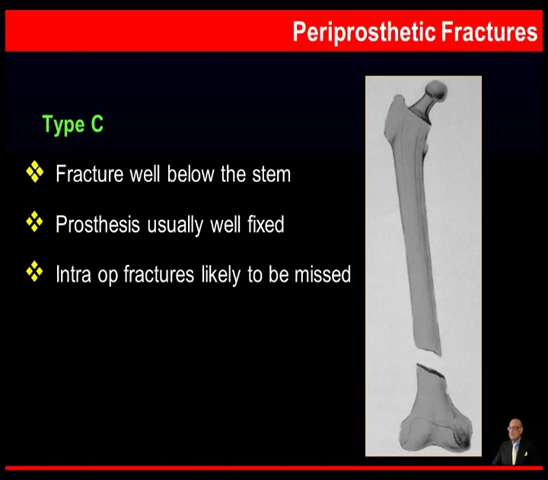 Periprosthetic Fractures
Type C
Fracture well below the stem
Prosthesis usually well fixed
Intra op fractures likely to be missed